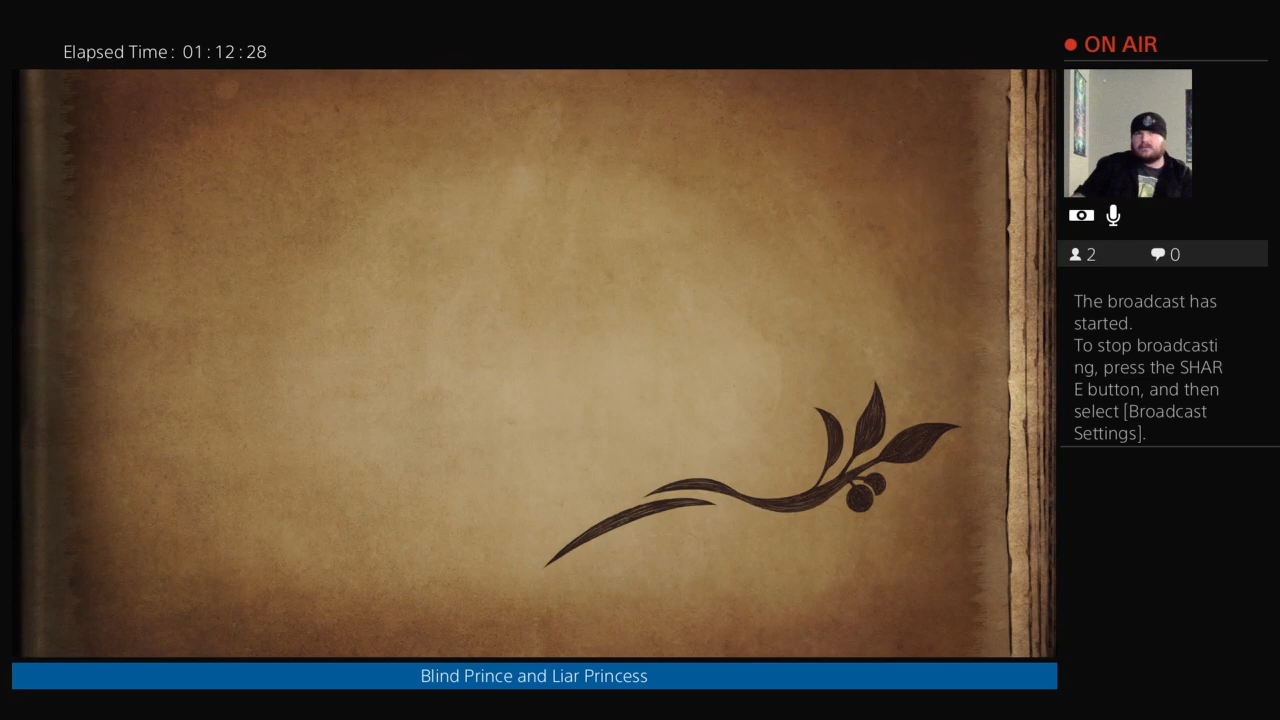 Elapsed Time: 01:12:28
ON AIR
2
0
The broadcast has
started.
To stop broadcasti
ng, press the SHAR
E button, and then
select [Broadcast
Settings].
Blind Prince and Liar Princess